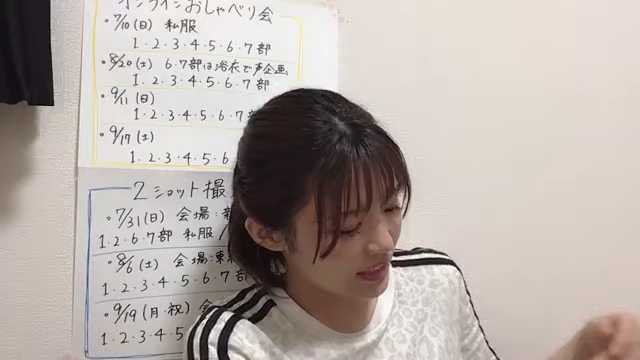 オンラインおしゃべり会
・7/10(日) 私服
1・2・3・4・5・6・7部
・8/20(土) 6・7部は浴衣で声企画
1・2・3・4・5・6・7部
・9/11(日)
1・2・3・4・5・6・7部
・9/17(土)
1・2・3・4・5・6
2ショット撮
・7/31(日) 会場:
1・2・6・7部 私服
・8/6(土) 会場:東
1・2・3・4・5・6・7部
・9/19(月・祝) 会
1・2・3・4・5